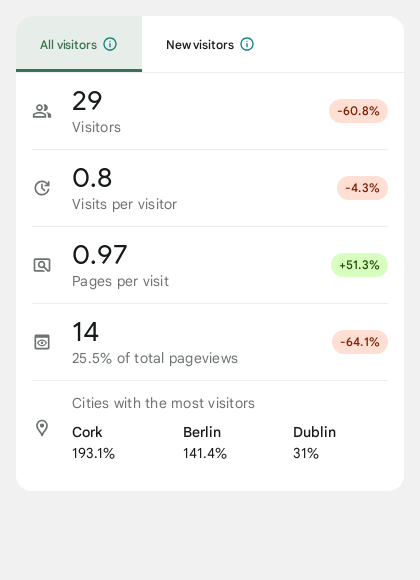 All visitors
New visitors
29
Visitors
-60.8%
0.8
Visits per visitor
-4.3%
0.97
Pages per visit
+51.3%
14
25.5% of total pageviews
-64.1%
Cities with the most visitors
Cork Berlin Dublin
193.1% 141.4% 31%